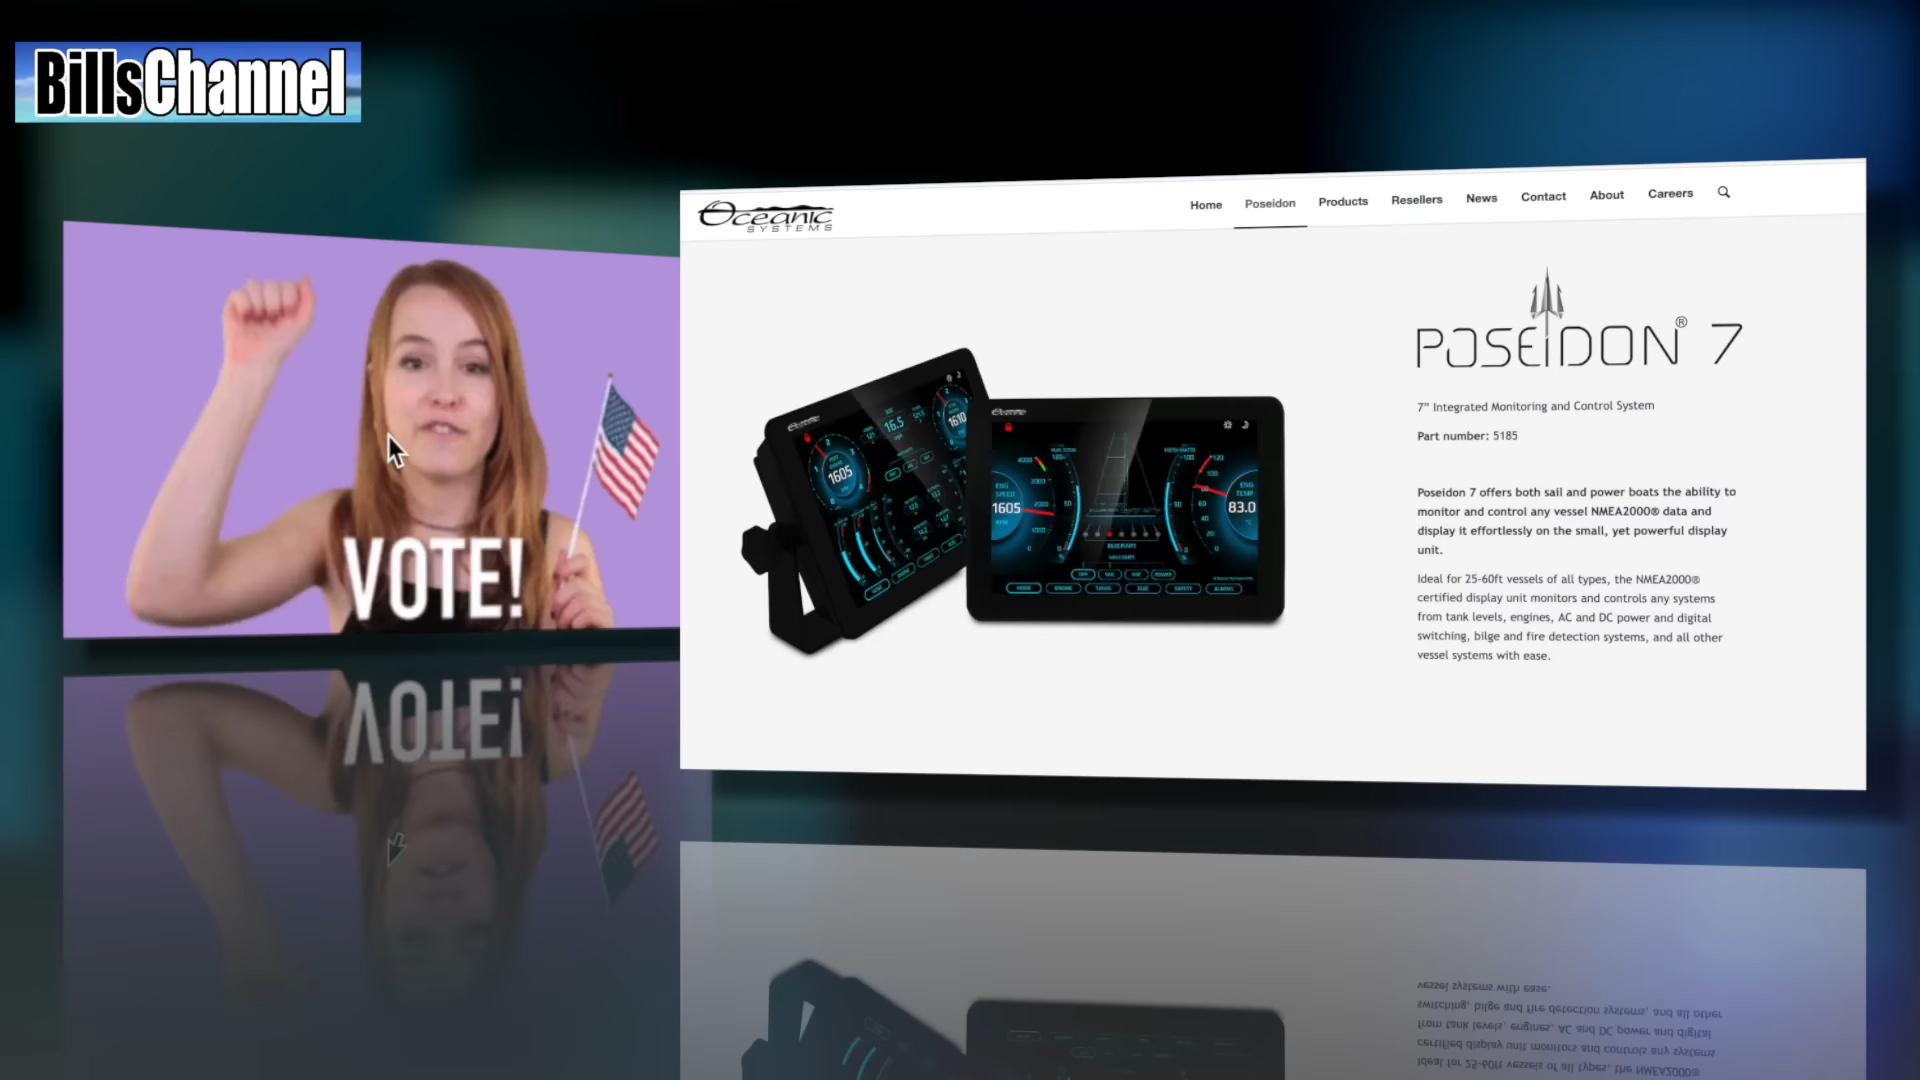 BillsChannel
VOTE!
Oceanic
SYSTEMS
Home Poseidon Products Resellers News Contact About Careers
POSEIDON® 7
7” Integrated Monitoring and Control System
Part number: 5185
Poseidon 7 offers both sail and power boats the ability to
monitor and control any vessel NMEA2000® data and
display it effortlessly on the small, yet powerful display
unit.
Ideal for 25-60ft vessels of all types, the NMEA2000®
certified display unit monitors and controls any systems
from tank levels, engines, AC and DC power and digital
switching, bilge and fire detection systems, and all other
vessel systems with ease.
1605
16.5
1610
ENG
SPEED
1605
ENG
TEMP
83.0